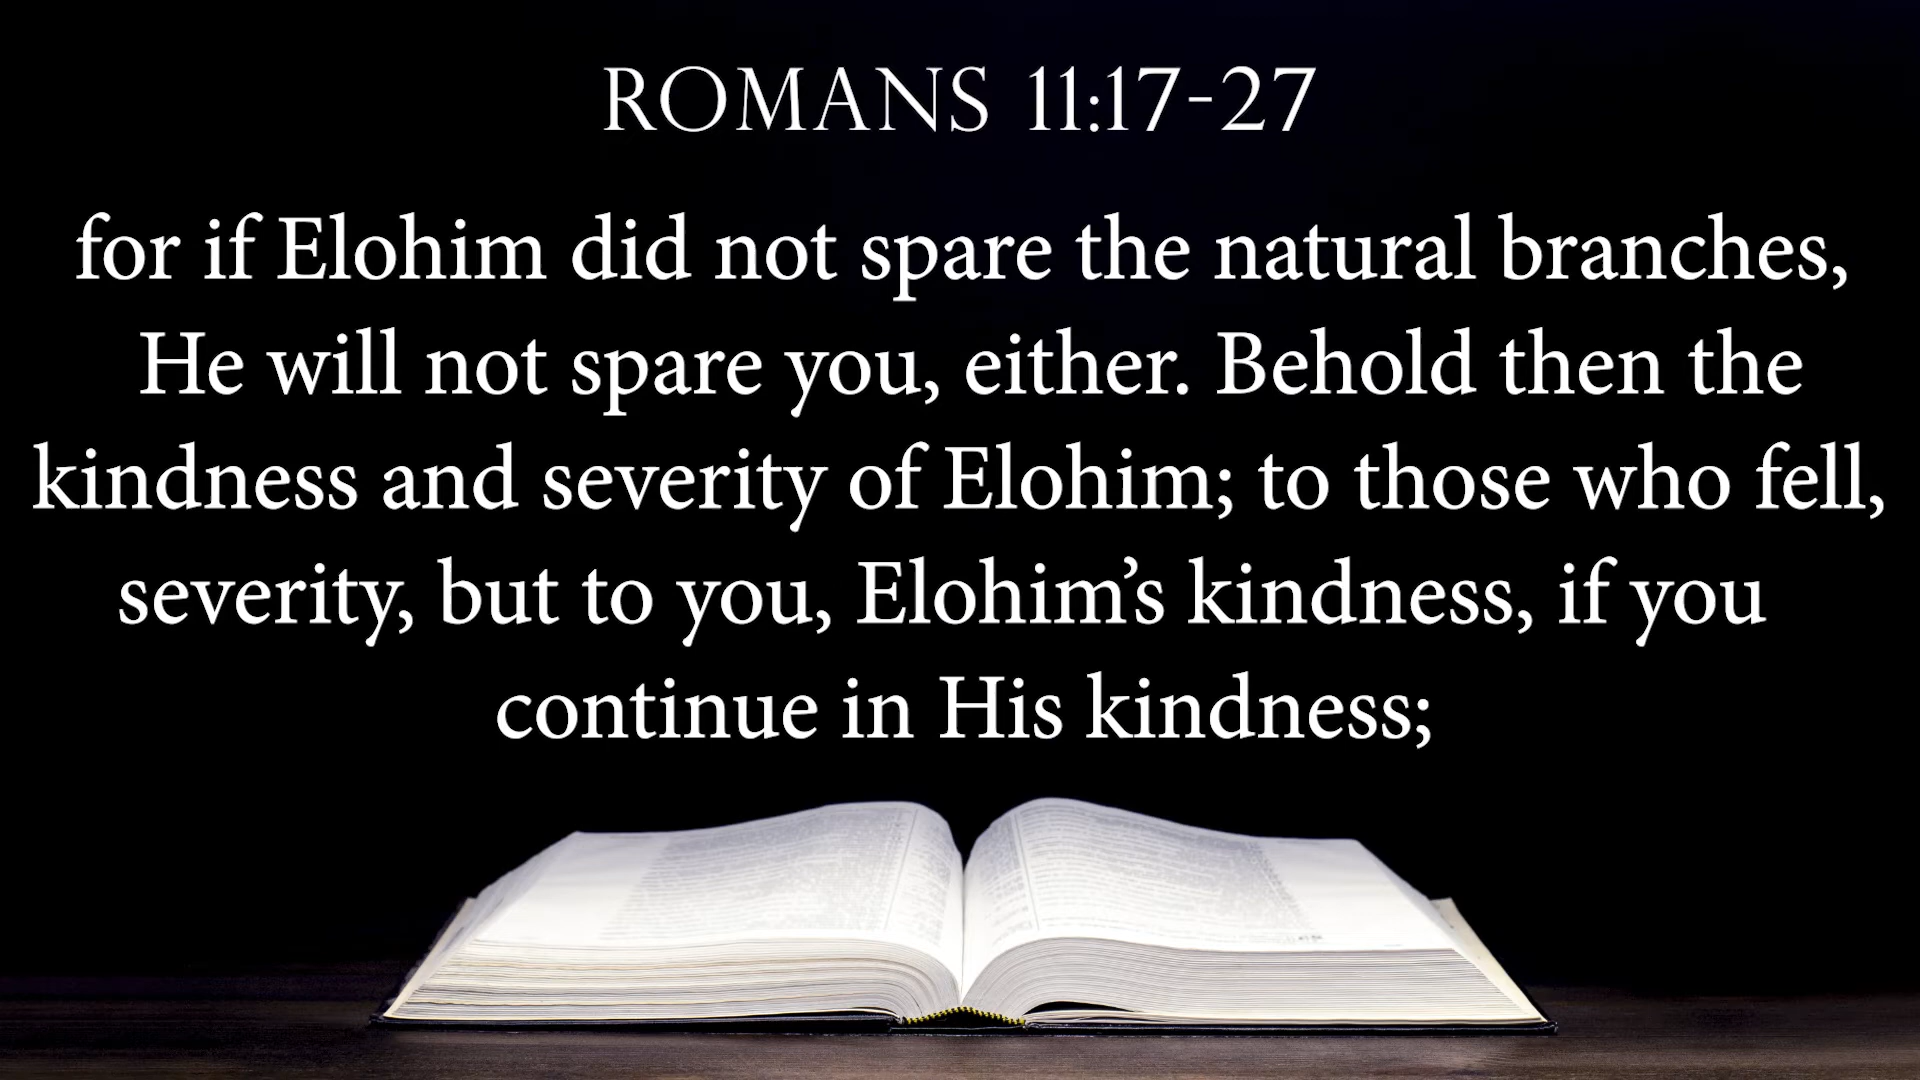 ROMANS 11:17-27
for if Elohim did not spare the natural branches,
He will not spare you, either. Behold then the
kindness and severity of Elohim; to those who fell,
severity, but to you, Elohim’s kindness, if you
continue in His kindness;